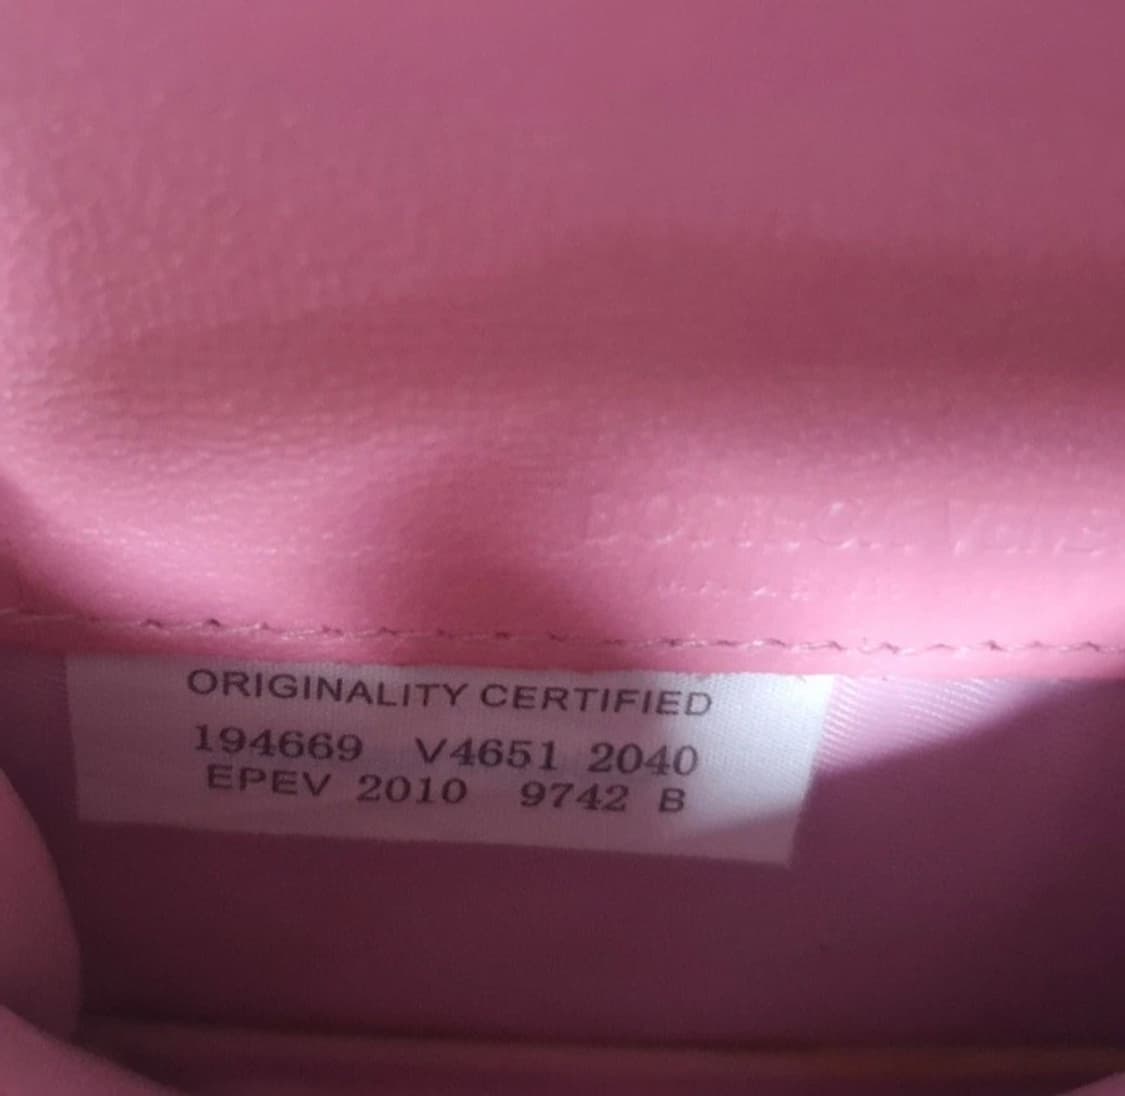 ORIGINALITY CERTIFIED
194669 V4651 2040
EPEV 2010 9742 B